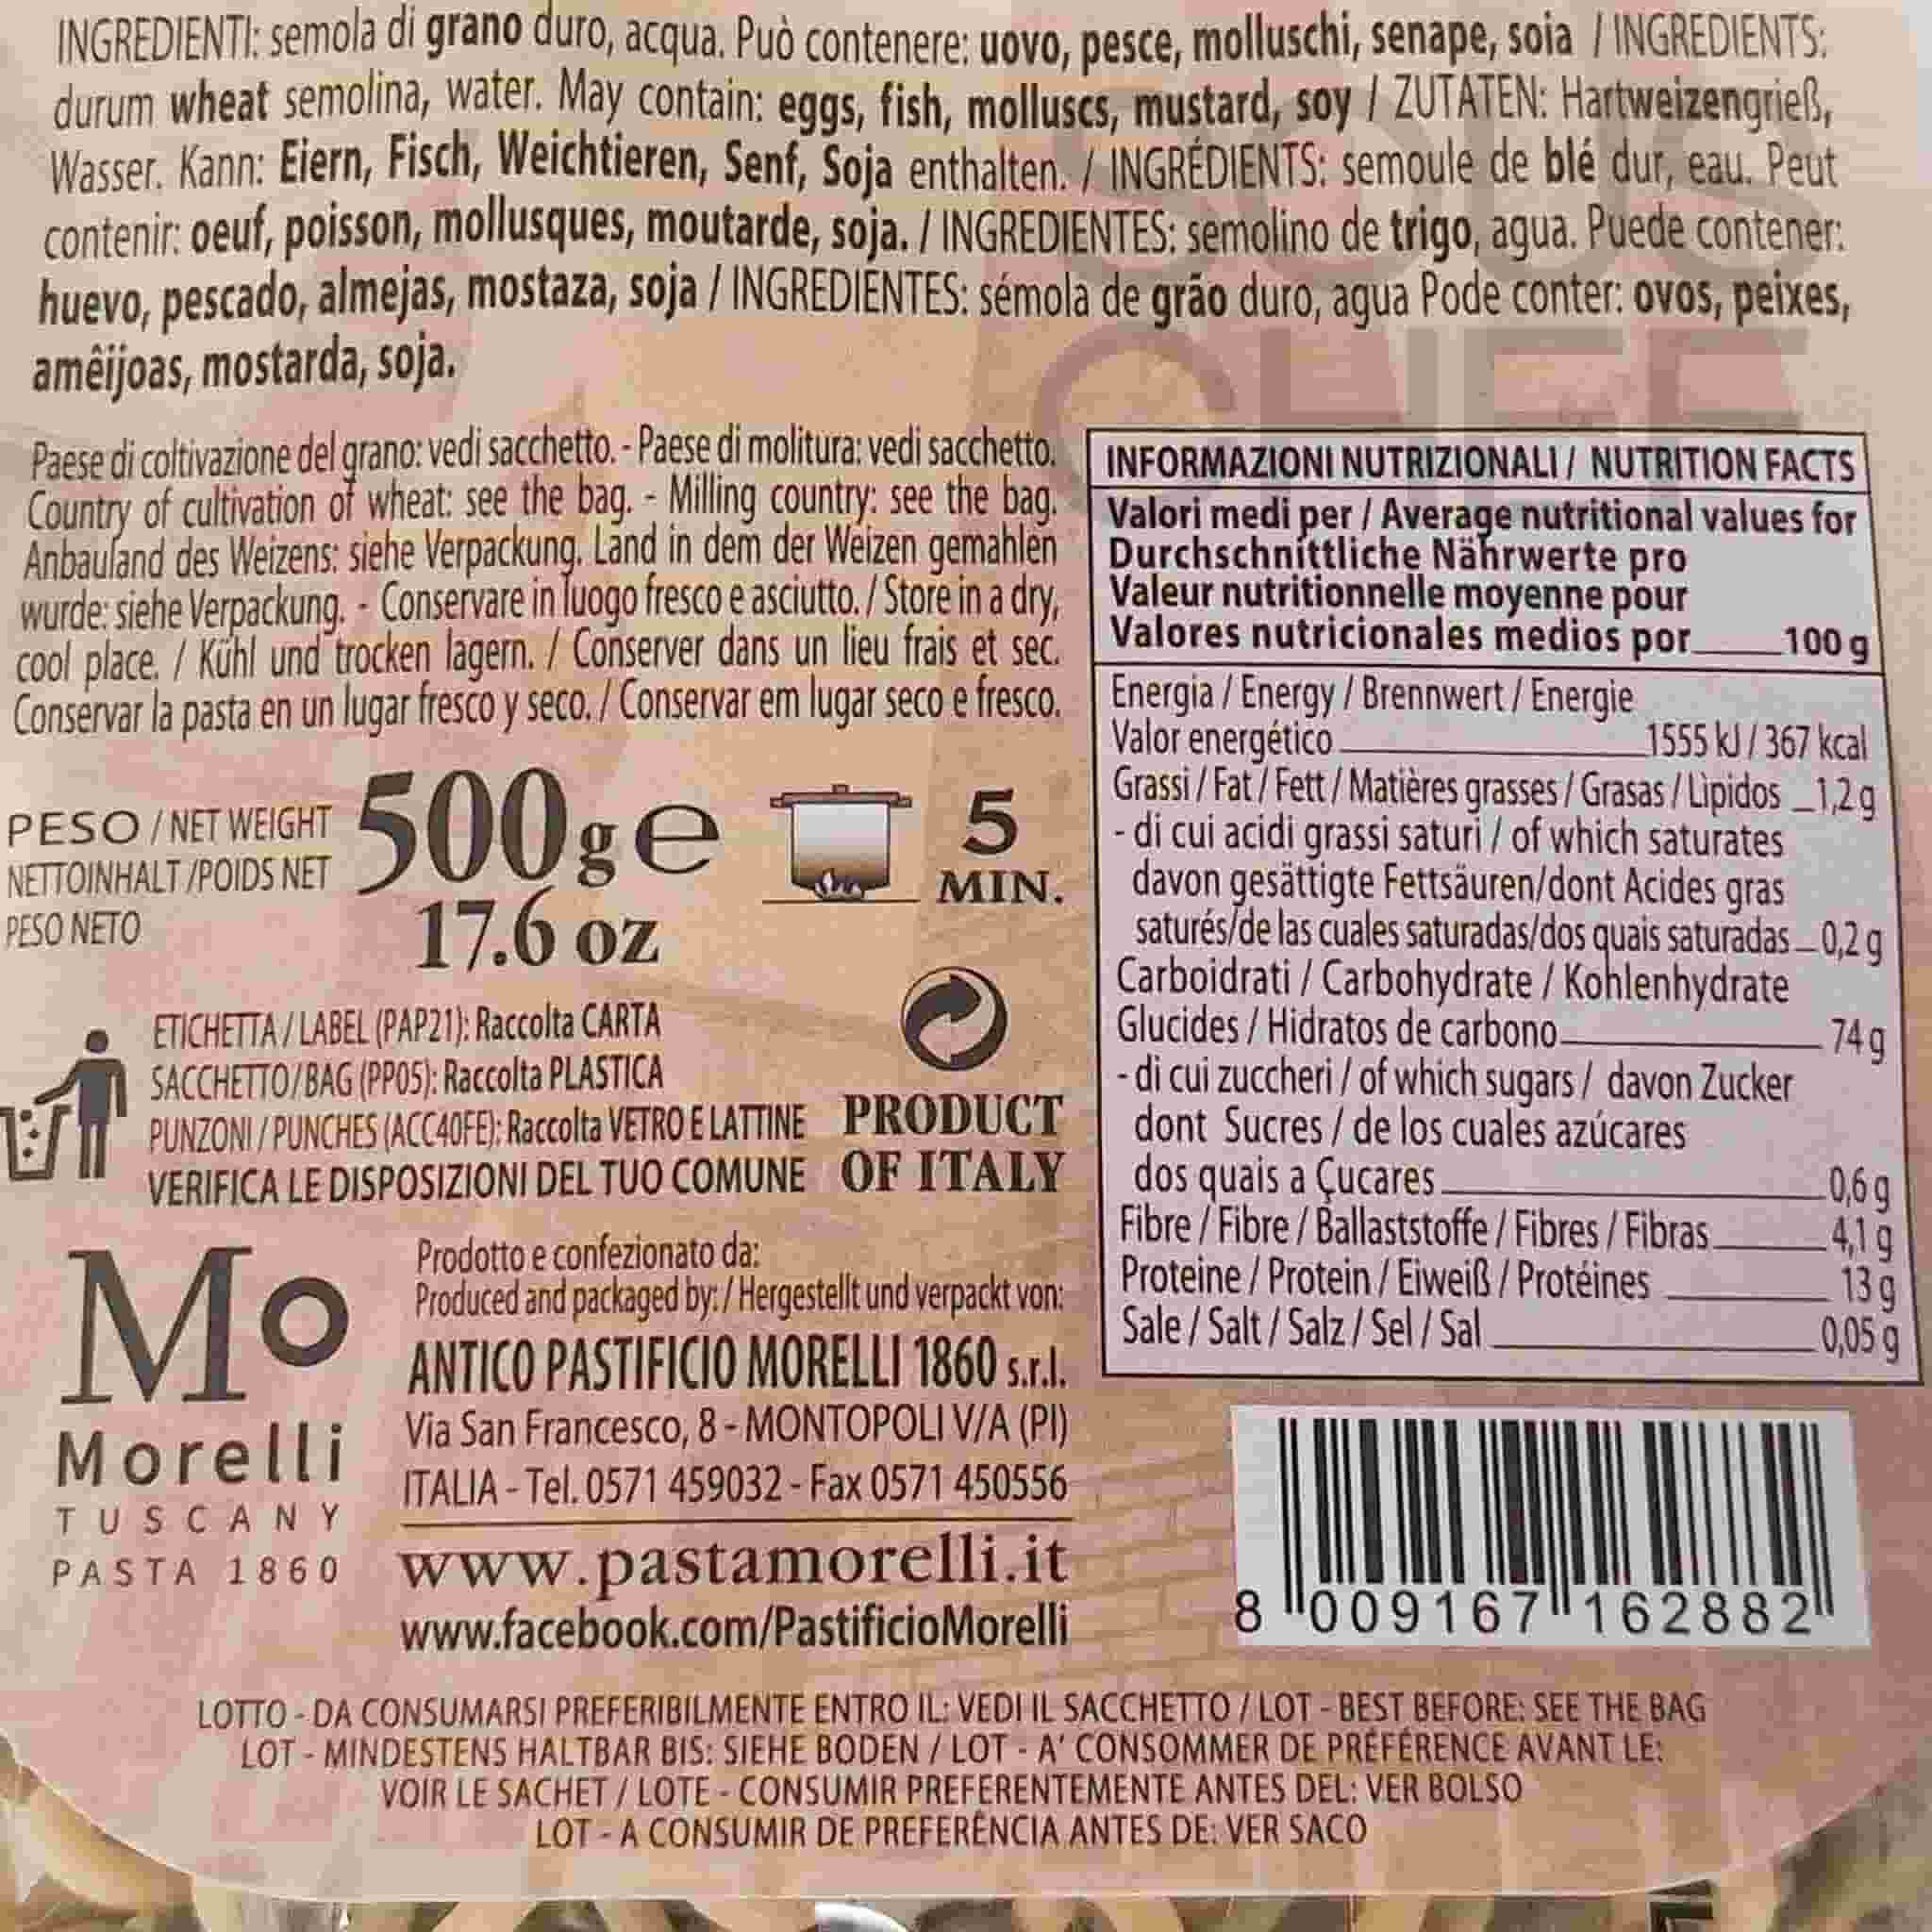 INGREDIENTI: semola di grano duro, acqua. Può contenere: uovo, pesce, molluschi, senape, soia / INGREDIENTS:
durum wheat semolina, water. May contain: eggs, fish, molluscs, mustard, soy / ZUTATEN: Hartweizengrieß,
Wasser. Kann: Eiern, Fisch, Weichtieren, Senf, Soja enthalten. / INGRÉDIENTS: semoule de blé dur, eau. Peut
contenir: oeuf, poisson, mollusques, moutarde, soja. / INGREDIENTES: semolino de trigo, agua. Puede contener:
huevo, pescado, almejas, mostaza, soja / INGREDIENTES: sémola de grão duro, agua Pode conter: ovos, peixes,
amêijoas, mostarda, soja.
Paese di coltivazione del grano: vedi sacchetto. - Paese di molitura: vedi sacchetto.
Country of cultivation of wheat: see the bag. - Milling country: see the bag.
Anbauland des Weizens: siehe Verpackung. Land in dem der Weizen gemahlen
wurde: siehe Verpackung. - Conservare in luogo fresco e asciutto. / Store in a dry,
cool place. / Kühl und trocken lagern. / Conserver dans un lieu frais et sec.
Conservar la pasta en un lugar fresco y seco. / Conservar em lugar seco e fresco.
PESO / NET WEIGHT
NETTOINHALT /POIDS NET
PESO NETO
500 g e
17.6 oz
5
MIN.
ETICHETTA / LABEL (PAP21): Raccolta CARTA
SACCHETTO/BAG (PP05): Raccolta PLASTICA
PUNZONI / PUNCHES (ACC40FE): Raccolta VETRO E LATTINE
VERIFICA LE DISPOSIZIONI DEL TUO COMUNE
PRODUCT
OF ITALY
Mo
Morelli
TUSCANY
PASTA 1860
Prodotto e confezionato da:
Produced and packaged by: / Hergestellt und verpackt von:
ANTICO PASTIFICIO MORELLI 1860 s.r.l.
Via San Francesco, 8 - MONTOPOLI V/A (PI)
ITALIA - Tel. 0571 459032 - Fax 0571 450556
www.pastamorelli.it
www.facebook.com/PastificioMorelli
INFORMAZIONI NUTRIZIONALI / NUTRITION FACTS
Valori medi per / Average nutritional values for
Durchschnittliche Nährwerte pro
Valeur nutritionnelle moyenne pour
Valores nutricionales medios por 100 g
Energia / Energy / Brennwert / Energie
Valor energético 1555 kJ / 367 kcal
Grassi / Fat / Fett / Matières grasses / Grasas / Lìpidos 1,2 g
- di cui acidi grassi saturi / of which saturates
davon gesättigte Fettsäuren/dont Acides gras
saturés/de las cuales saturadas/dos quais saturadas 0,2 g
Carboidrati / Carbohydrate / Kohlenhydrate
Glucides / Hidratos de carbono 74 g
- di cui zuccheri / of which sugars / davon Zucker
dont Sucres / de los cuales azúcares
dos quais a Çucares 0,6 g
Fibre / Fibre / Ballaststoffe / Fibres / Fibras 4,1 g
Proteine / Protein / Eiweiß / Protéines 13 g
Sale / Salt / Salz / Sel / Sal 0,05 g
8 009167 162882
LOTTO - DA CONSUMARSI PREFERIBILMENTE ENTRO IL: VEDI IL SACCHETTO / LOT - BEST BEFORE: SEE THE BAG
LOT - MINDESTENS HALTBAR BIS: SIEHE BODEN / LOT - A' CONSOMMER DE PRÉFÉRENCE AVANT LE:
VOIR LE SACHET / LOTE - CONSUMIR PREFERENTEMENTE ANTES DEL: VER BOLSO
LOT - A CONSUMIR DE PREFERÊNCIA ANTES DE: VER SACO